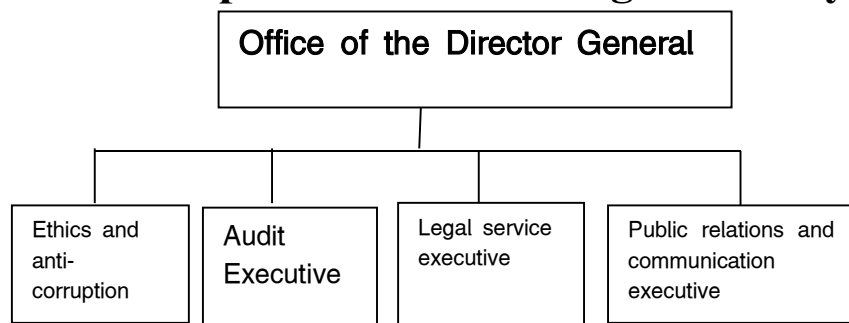 Office of the Director General
Ethics and
anti-
corruption
Audit
Executive
Legal service
executive
Public relations and
communication
executive